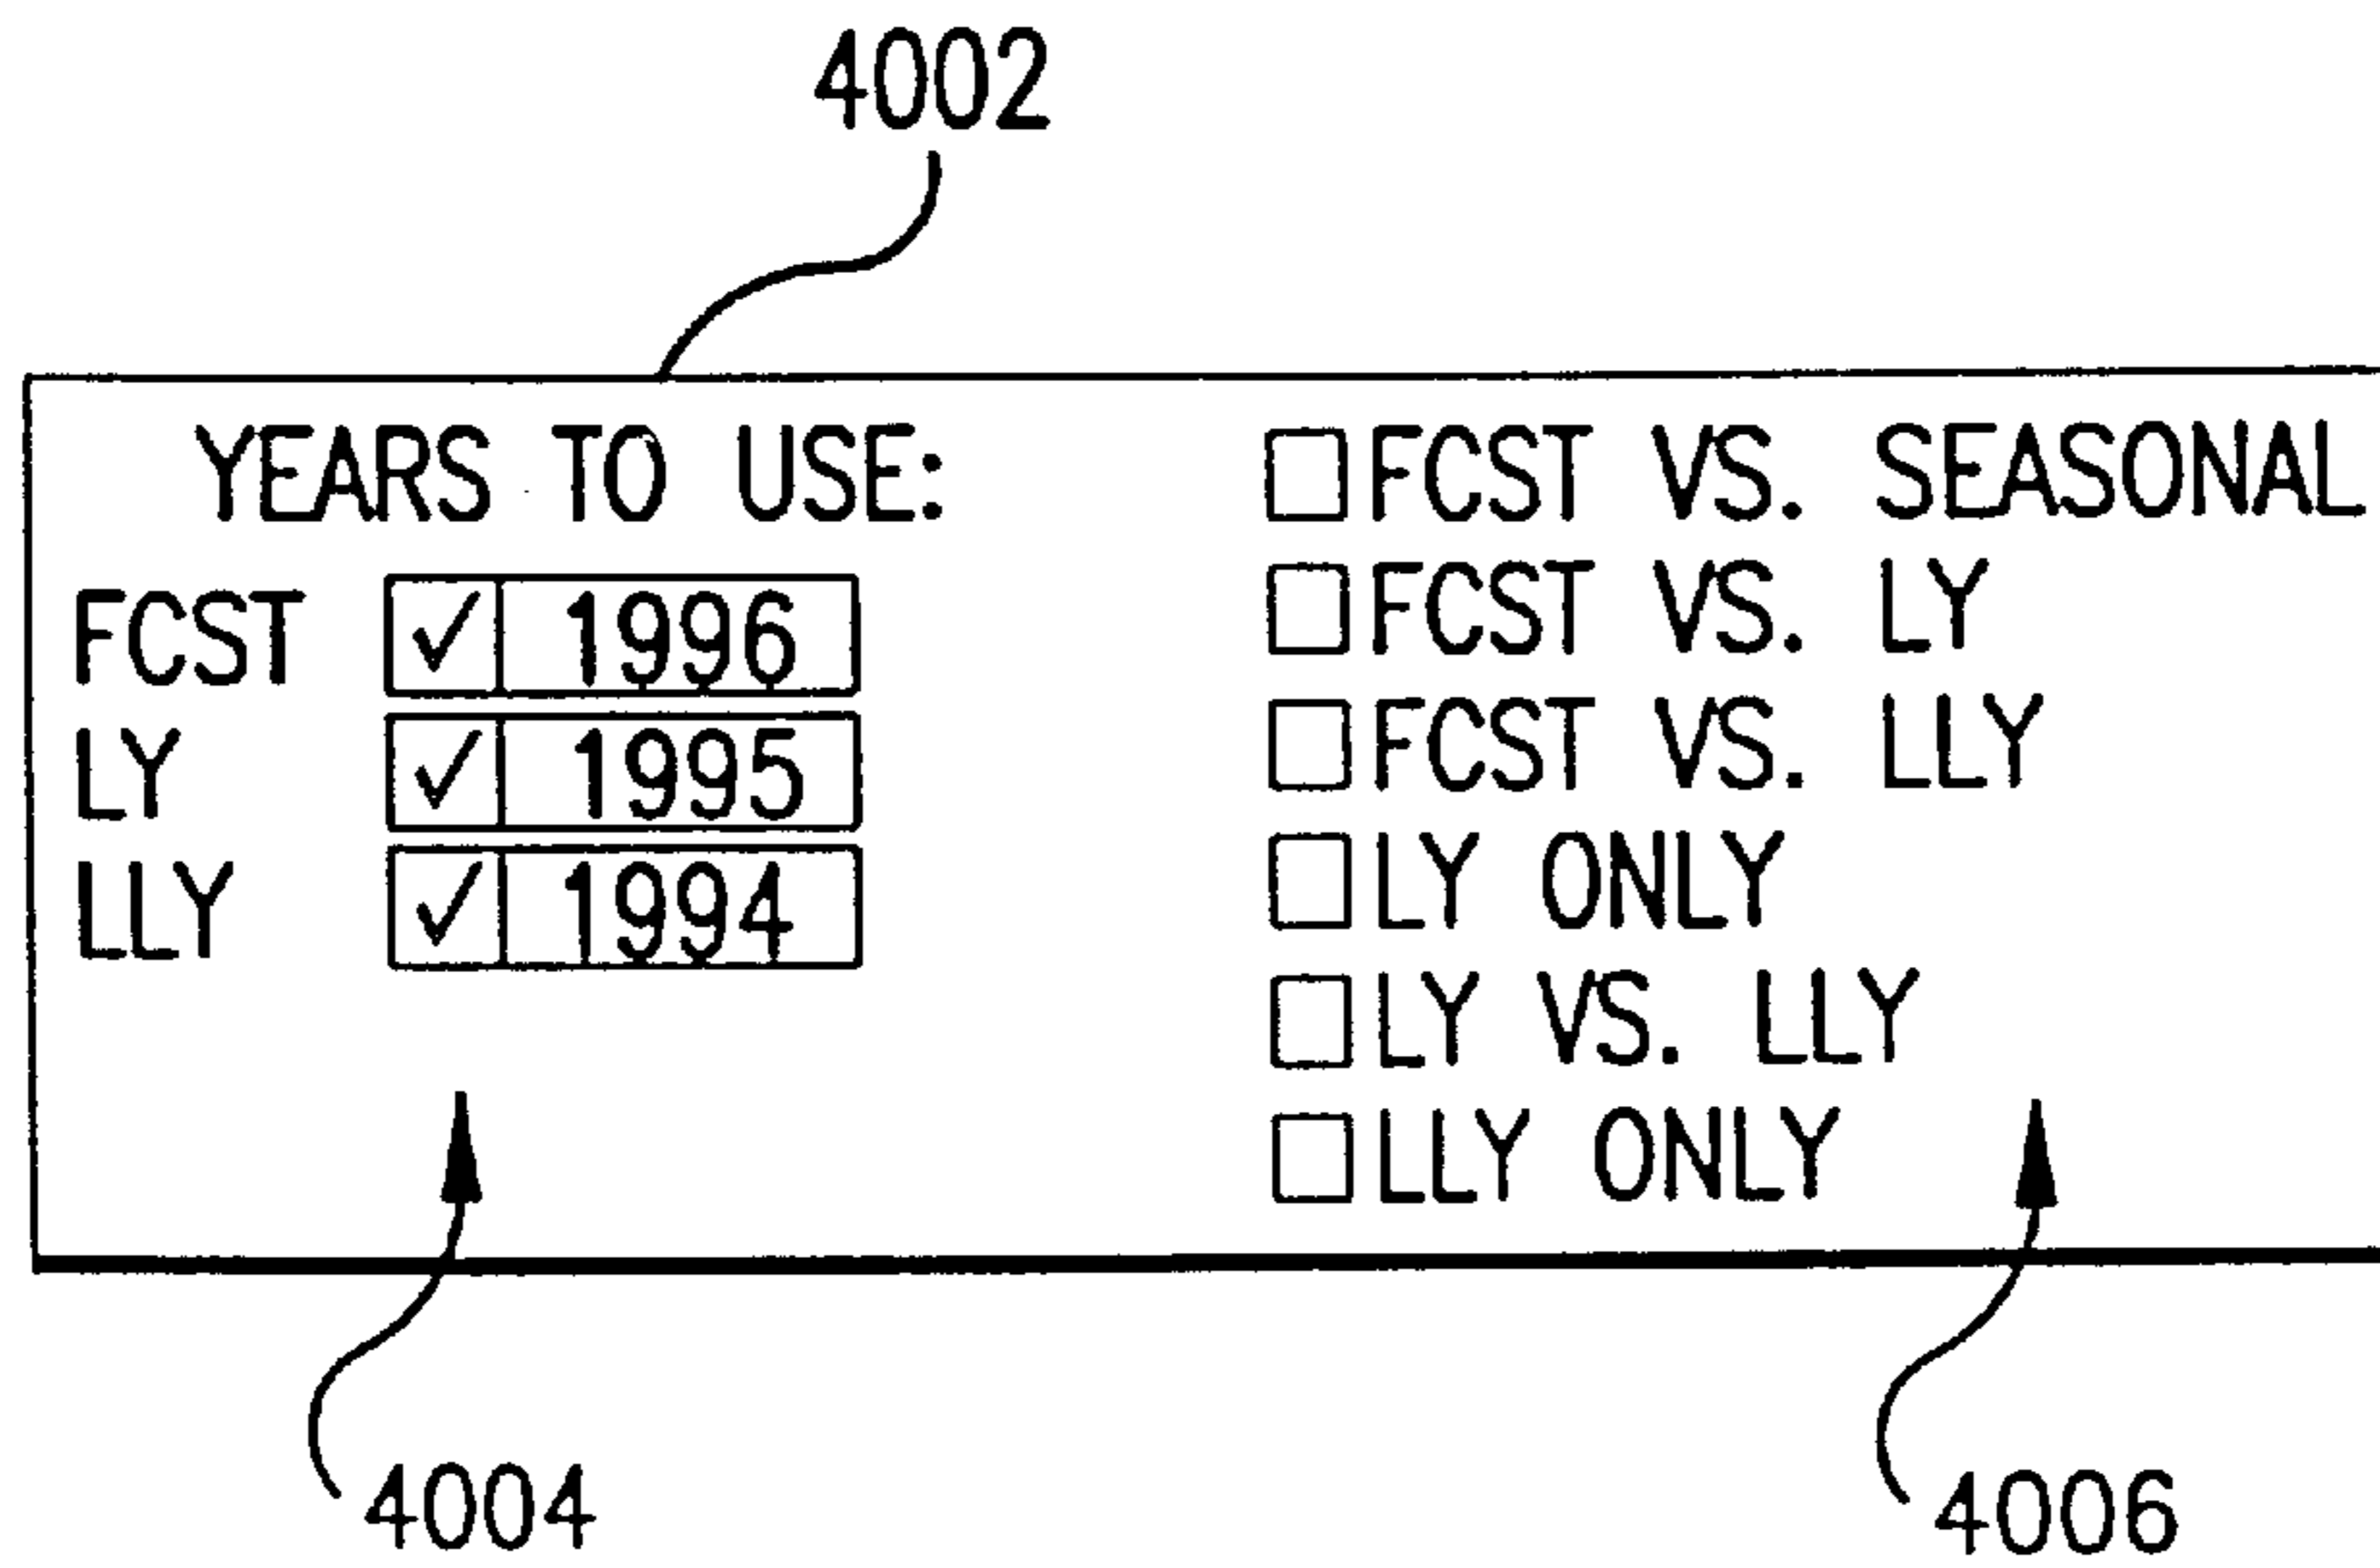 4002
YEARS TO USE:
FCST ✓ 1996
LY ✓ 1995
LLY ✓ 1994
FCST VS. SEASONAL
FCST VS. LY
FCST VS. LLY
LY ONLY
LY VS. LLY
LLY ONLY
4004
4006